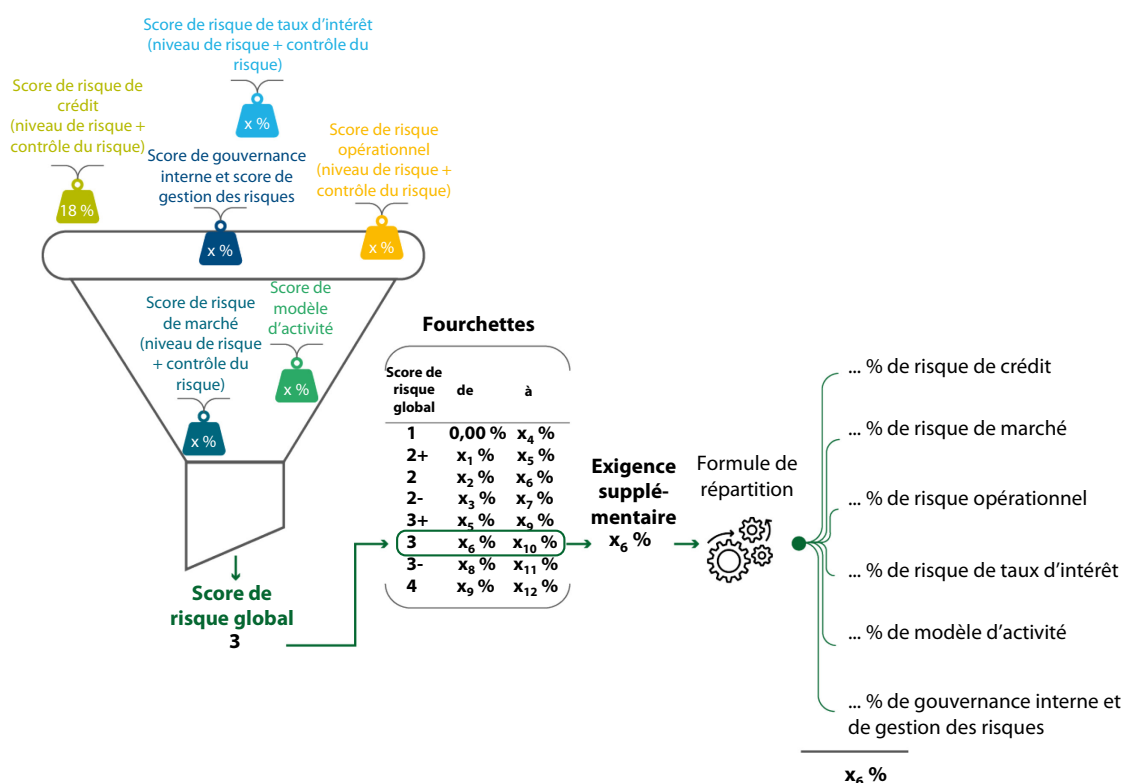 Score de risque de taux d’intérêt
(niveau de risque + contrôle du
risque)
x %
Score de risque de
crédit
(niveau de risque +
contrôle du risque)
18 %
Score de gouvernance
interne et score de
gestion des risques
x %
Score de risque
opérationnel
(niveau de risque +
contrôle du risque)
x %
Score de risque
de marché
(niveau de risque
+ contrôle du
risque)
x %
Score de
modèle
d’activité
x %
Score de
risque global
3
Fourchettes
Score de
risque
global
de
à
1 0,00 % x₄ %
2+ x₁ % x₅ %
2 x₂ % x₆ %
2- x₃ % x₇ %
3+ x₅ % x₉ %
3 x₆ % x₁₀ %
3- x₈ % x₁₁ %
4 x₉ % x₁₂ %
Exigence
supplé-
mentaire
x₆ %
Formule de
répartition
... % de risque de crédit
... % de risque de marché
... % de risque opérationnel
... % de risque de taux d’intérêt
... % de modèle d’activité
... % de gouvernance interne et
de gestion des risques
x₆ %